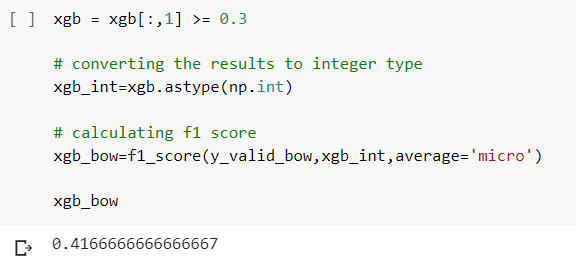 [ ] xgb = xgb[:,1] >= 0.3
# converting the results to integer type
xgb_int=xgb.astype(np.int)
# calculating f1 score
xgb_bow=f1_score(y_valid_bow,xgb_int,average='micro')
xgb_bow
0.4166666666666667